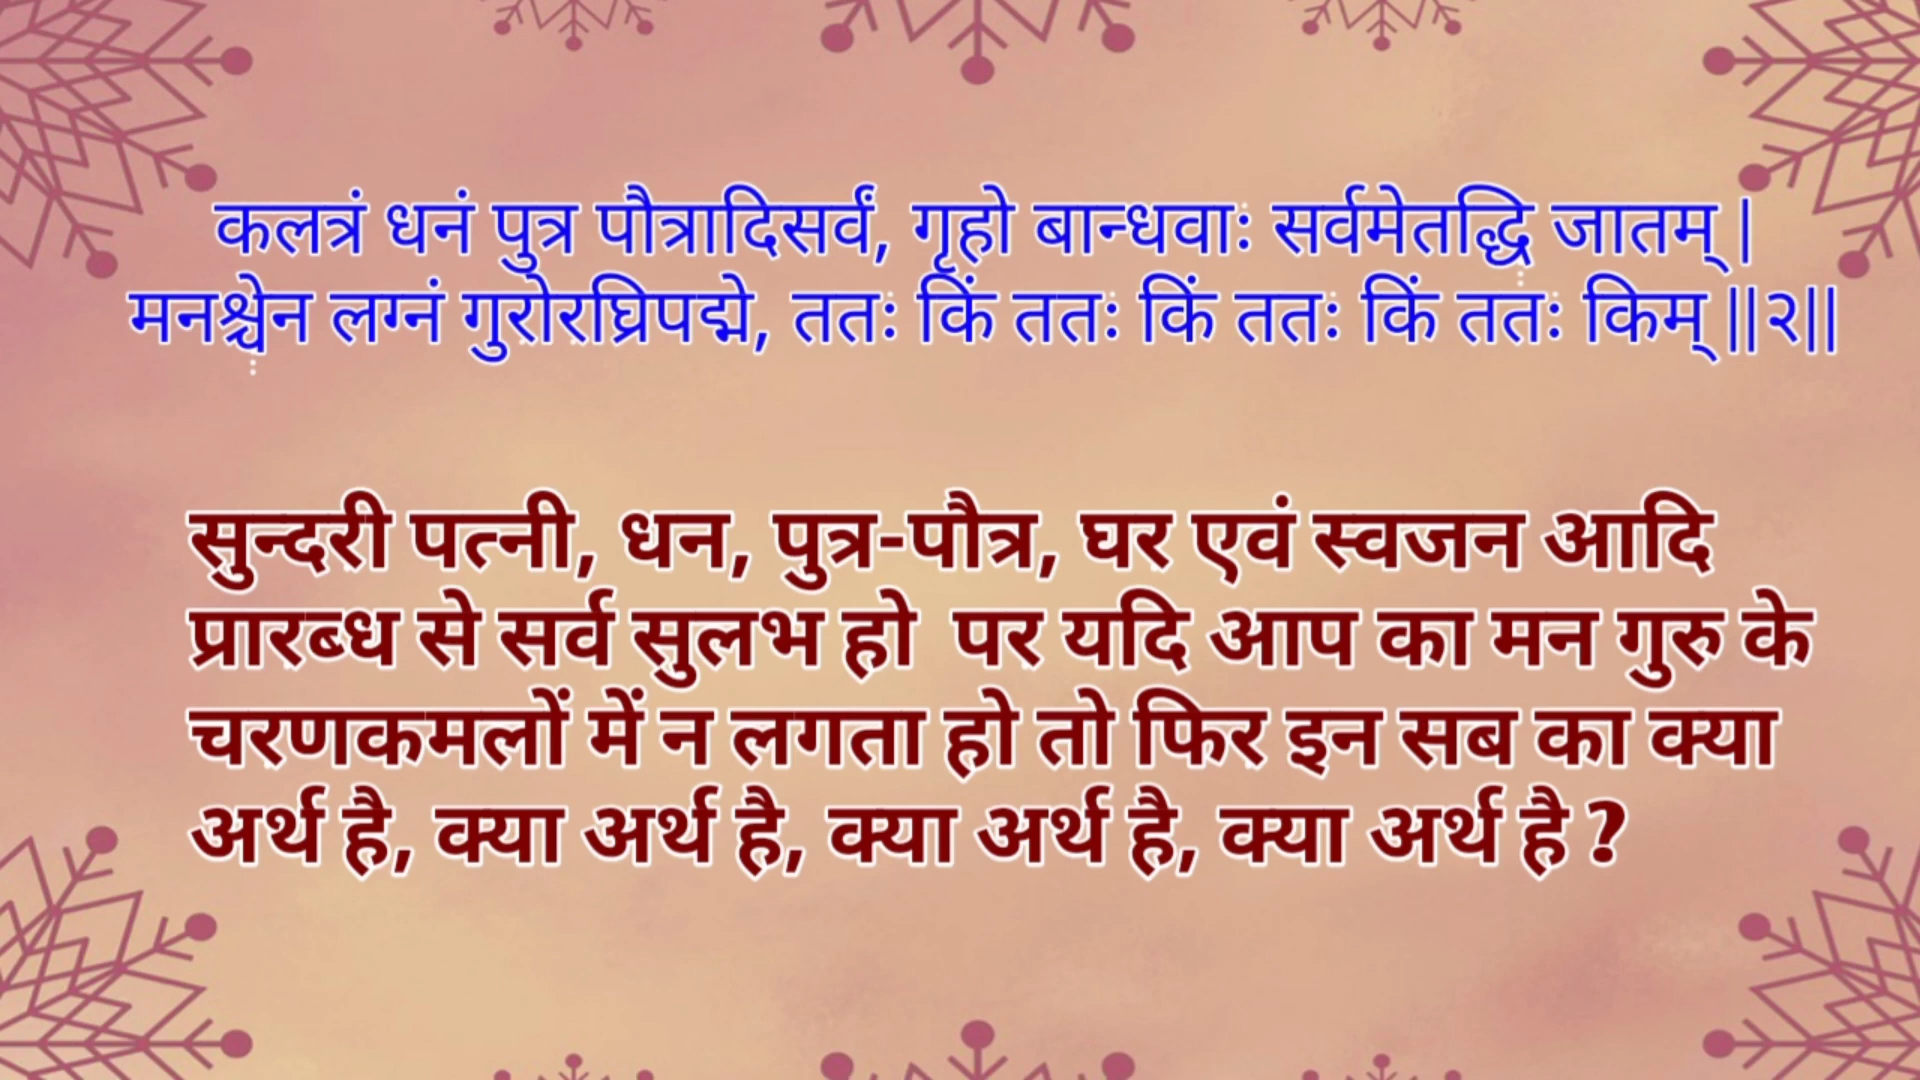 कलत्रं धनं पुत्र पौत्रादिसर्वं, गृहो बान्धवाः सर्वमेतद्धि जातम् |
मनश्चेन लग्नं गुरोरघ्रिपद्मे, ततः किं ततः किं ततः किं ततः किम् ||२||
सुन्दरी पत्नी, धन, पुत्र-पौत्र, घर एवं स्वजन आदि
प्रारब्ध से सर्व सुलभ हो पर यदि आप का मन गुरु के
चरणकमलों में न लगता हो तो फिर इन सब का क्या
अर्थ है, क्या अर्थ है, क्या अर्थ है, क्या अर्थ है ?